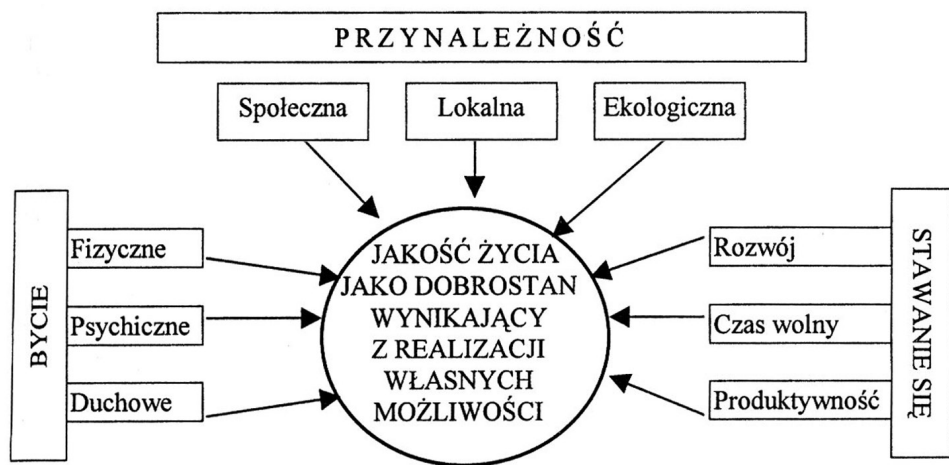 PRZYNALEŻNOŚĆ
Społeczna
Lokalna
Ekologiczna
BYCIE
Fizyczne
Psychiczne
Duchowe
JAKOŚĆ ŻYCIA
JAKO DOBROSTAN
WYNIKAJĄCY
Z REALIZACJI
WŁASNYCH
MOŻLIWOŚCI
Rozwój
Czas wolny
Produktywność
STAWANIE SIĘ